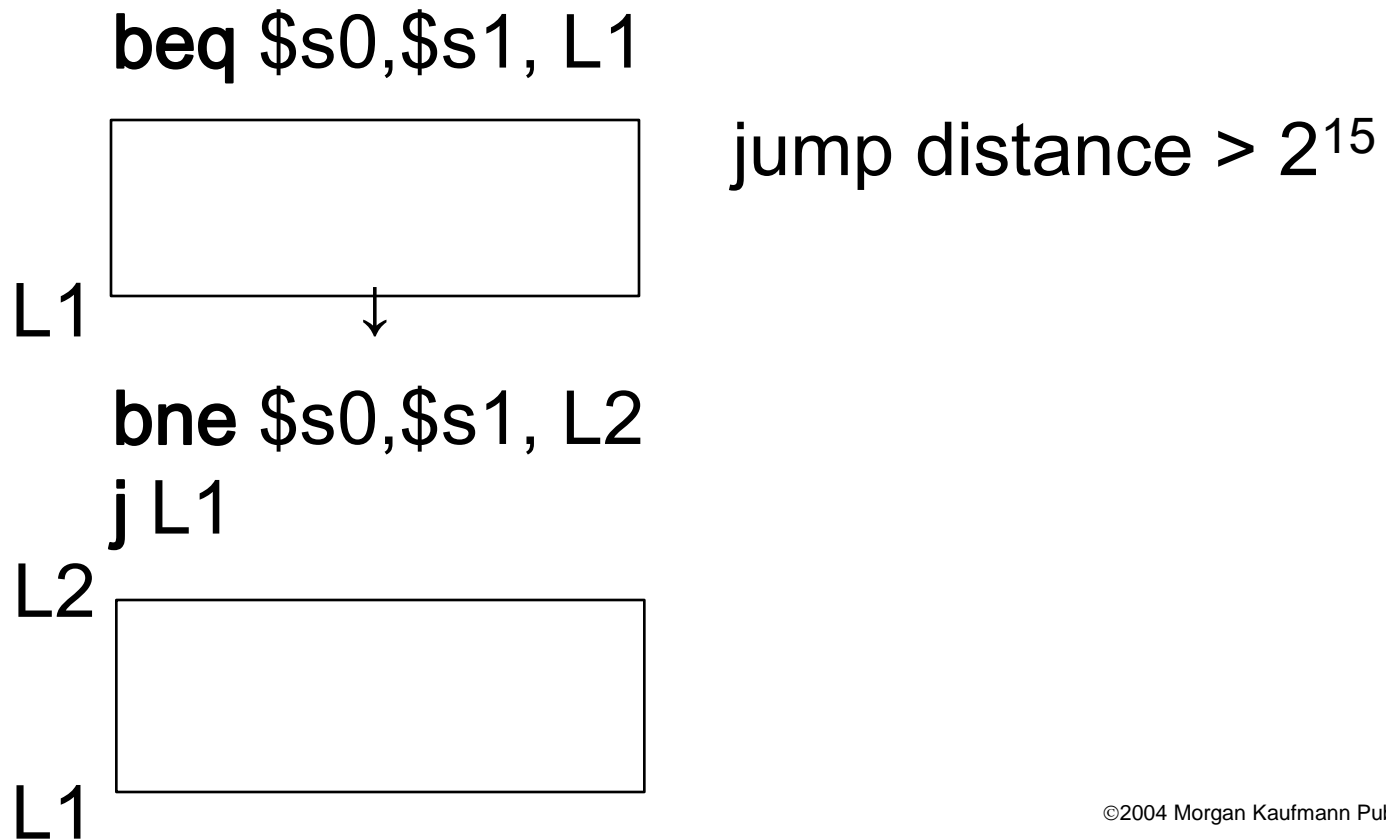 beq $s0,$s1, L1
jump distance > 2¹⁵
L1
↓
bne $s0,$s1, L2
j L1
L2
L1
©2004 Morgan Kaufmann Pul